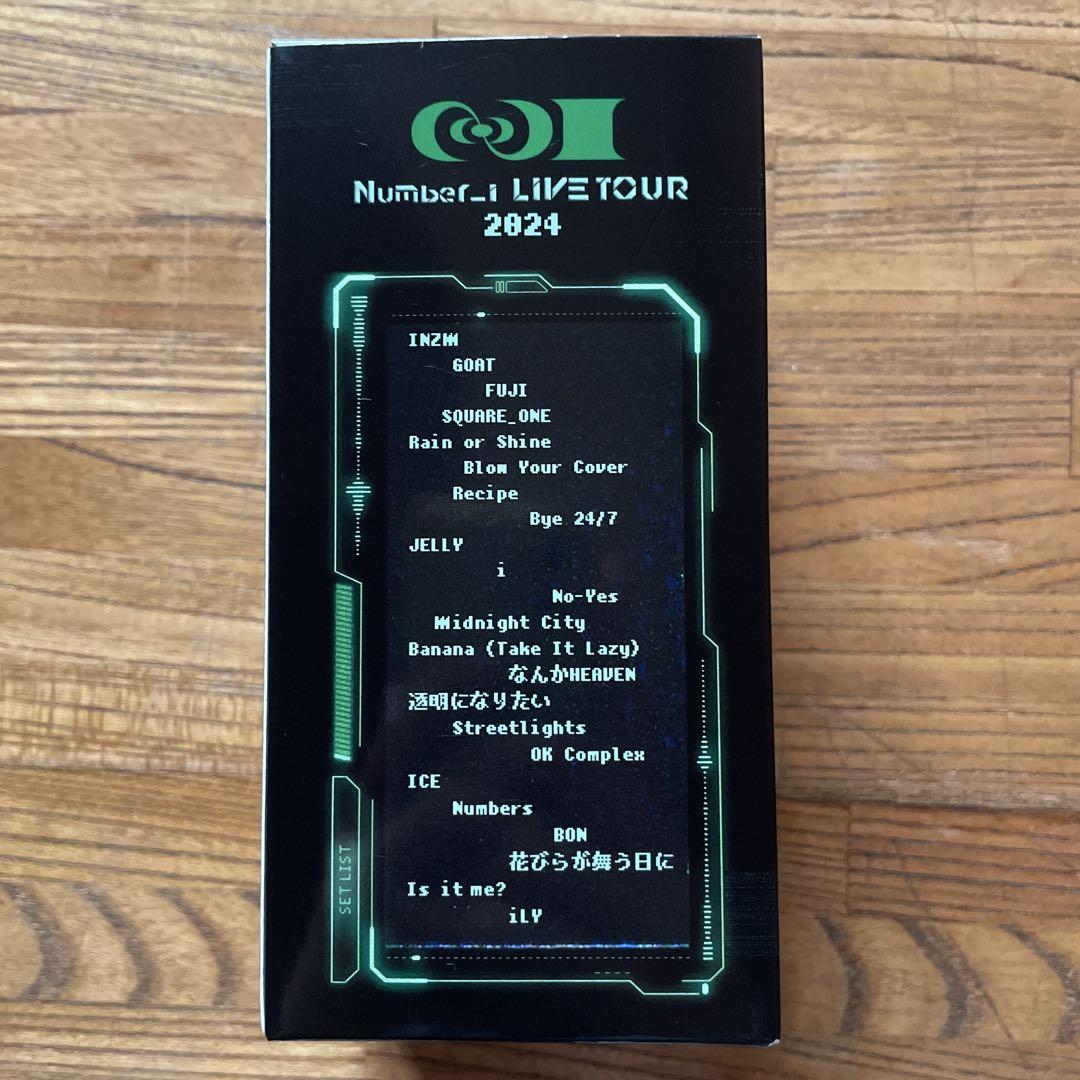 Number_i LIVE TOUR
2024
INZM
GOAT
FUJI
SQUARE_ONE
Rain or Shine
Blow Your Cover
Recipe
Bye 24/7
JELLY
i
No-Yes
Midnight City
Banana (Take It Lazy)
なんかHEAVEN
透明になりたい
Streetlights
OK Complex
ICE
Numbers
BON
花びらが舞う日に
Is it me?
iLY
SET LIST